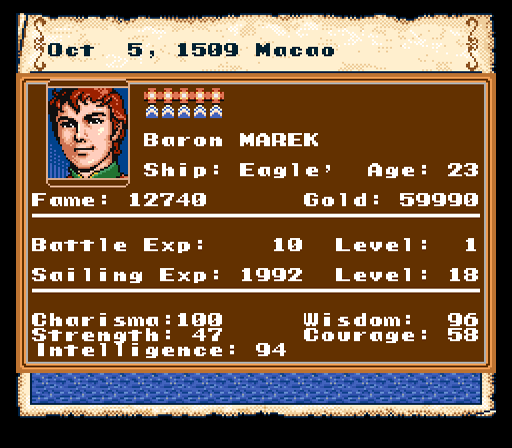 Oct 5, 1509 Macao
Baron MAREK
Ship: Eagle' Age: 23
Fame: 12740 Gold: 59990
Battle Exp: 10 Level: 1
Sailing Exp: 1992 Level: 18
Charisma:100 Wisdom: 96
Strength: 47 Courage: 58
Intelligence: 94